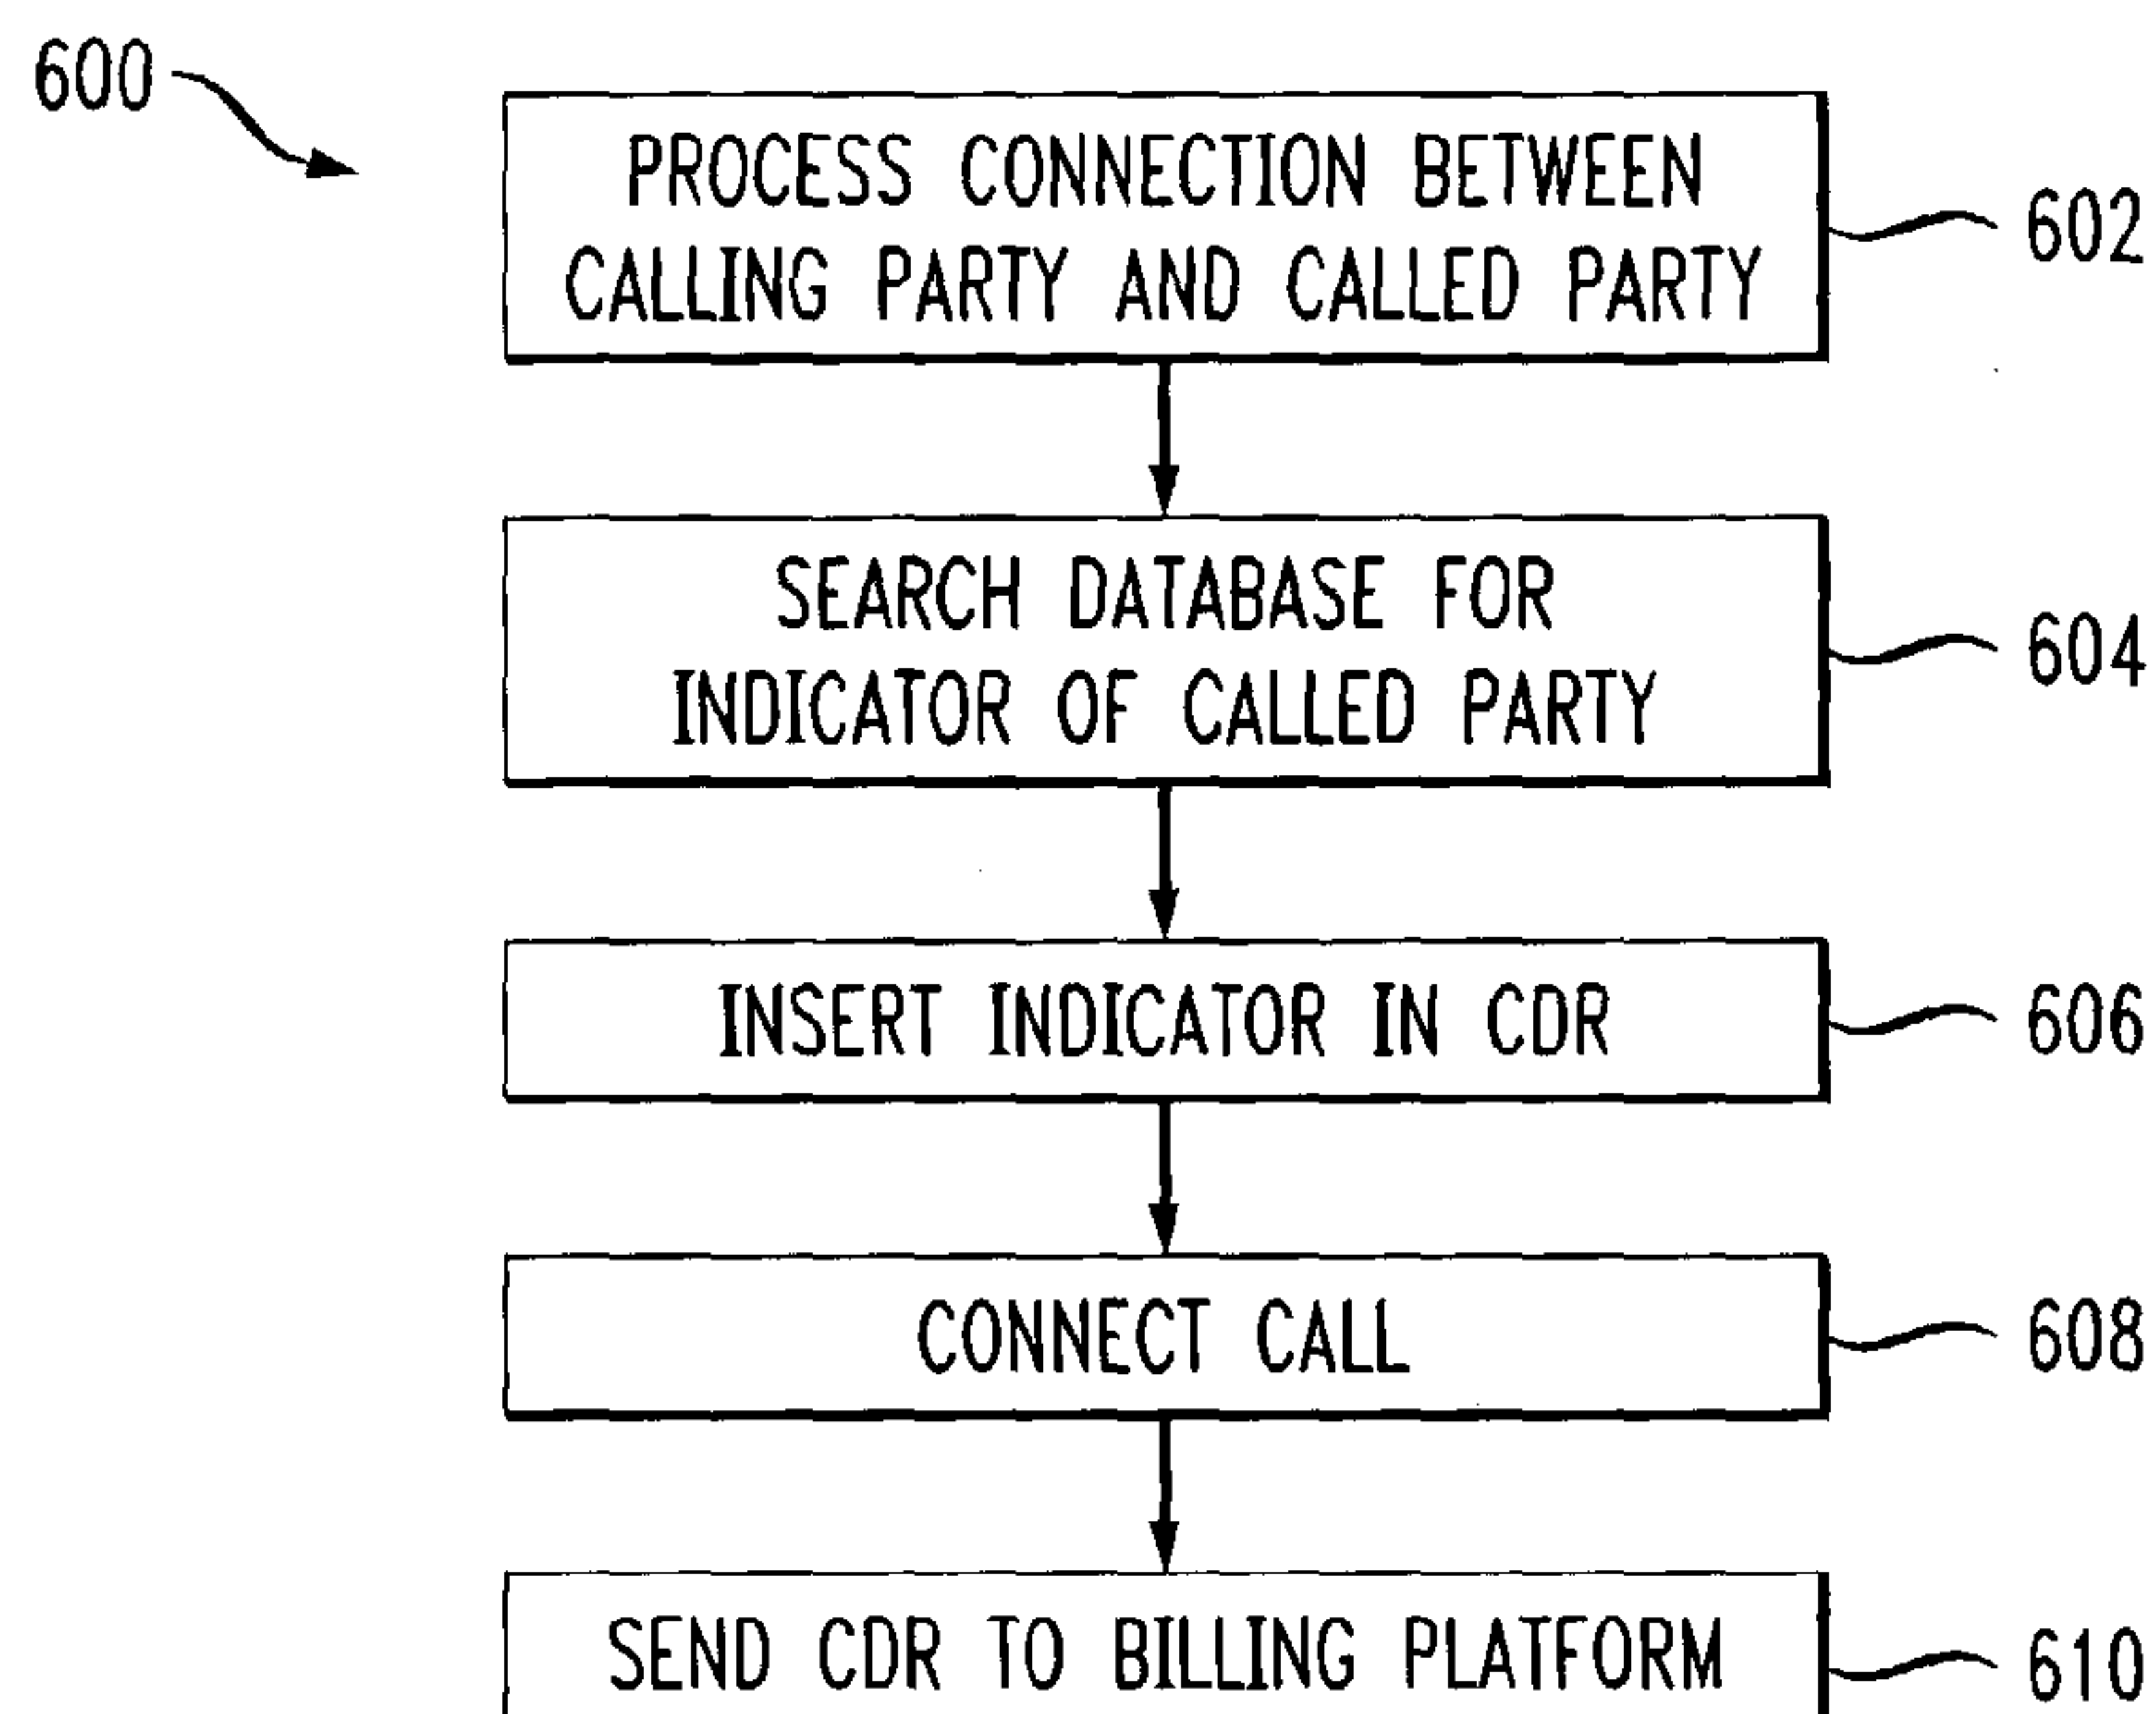 600
PROCESS CONNECTION BETWEEN
CALLING PARTY AND CALLED PARTY
602
SEARCH DATABASE FOR
INDICATOR OF CALLED PARTY
604
INSERT INDICATOR IN CDR
606
CONNECT CALL
608
SEND CDR TO BILLING PLATFORM
610